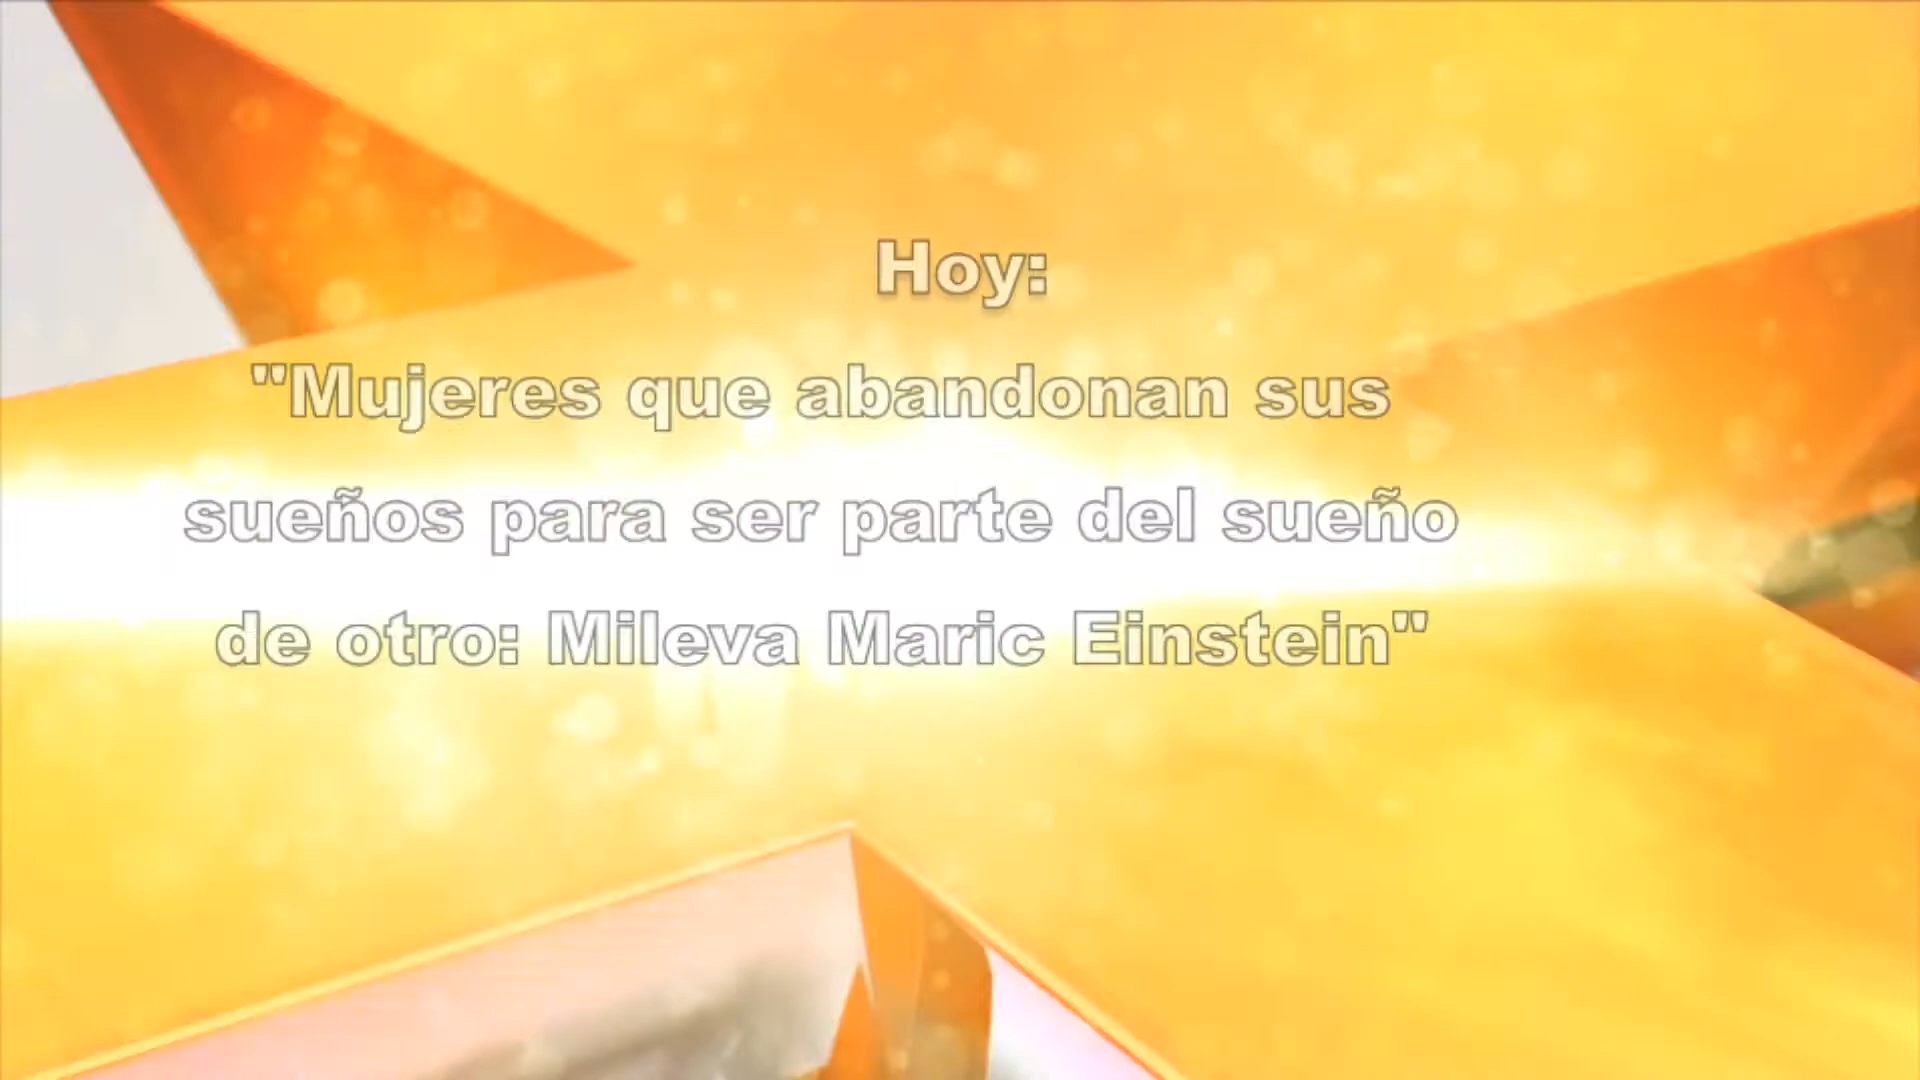 Hoy:
"Mujeres que abandonan sus
sueños para ser parte del sueño
de otro: Mileva Maric Einstein"